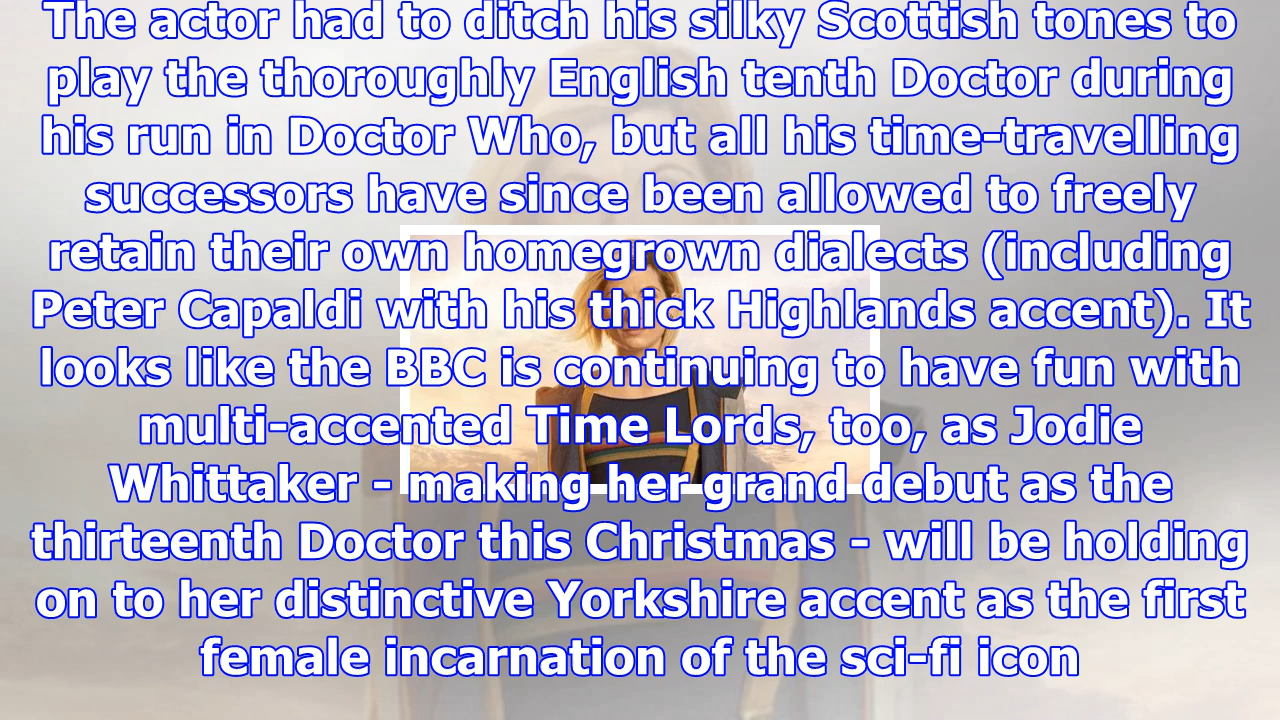 The actor had to ditch his silky Scottish tones to
play the thoroughly English tenth Doctor during
his run in Doctor Who, but all his time-travelling
successors have since been allowed to freely
retain their own homegrown dialects (including
Peter Capaldi with his thick Highlands accent). It
looks like the BBC is continuing to have fun with
multi-accented Time Lords, too, as Jodie
Whittaker - making her grand debut as the
thirteenth Doctor this Christmas - will be holding
on to her distinctive Yorkshire accent as the first
female incarnation of the sci-fi icon